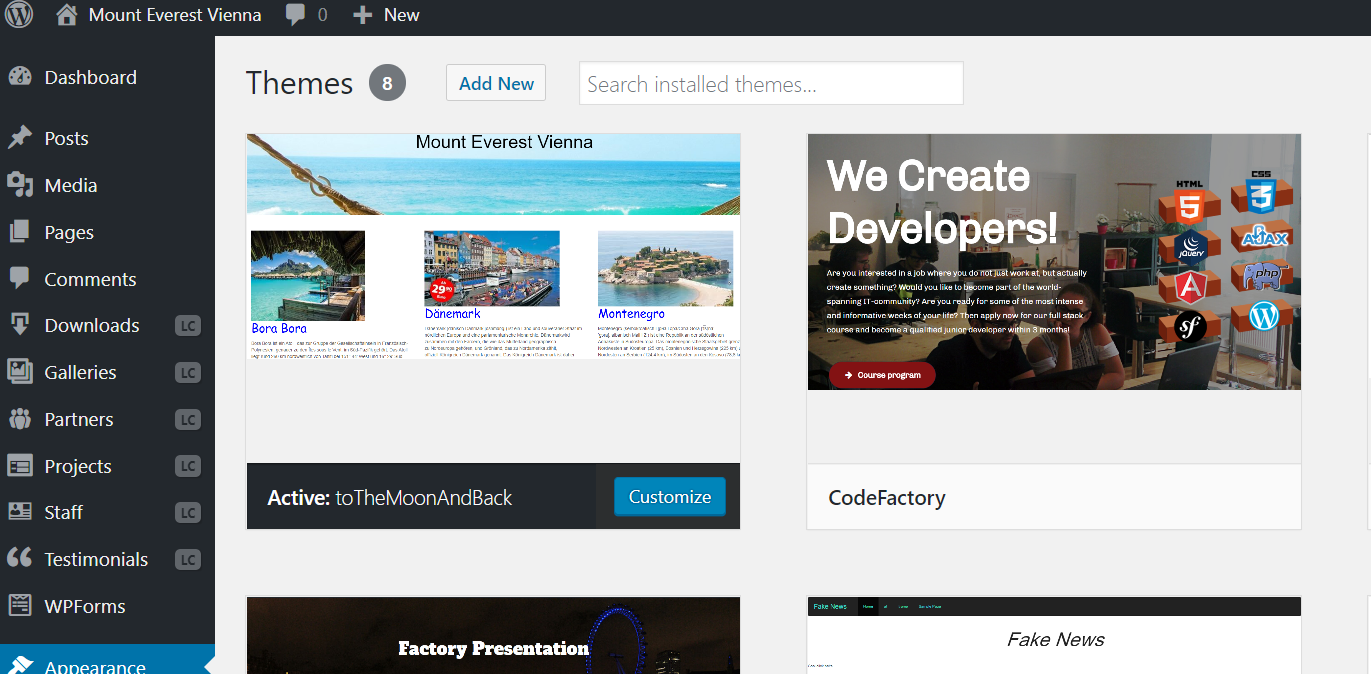 Mount Everest Vienna
0
New
Dashboard
Posts
Media
Pages
Comments
Downloads LC
Galleries LC
Partners LC
Projects LC
Staff LC
Testimonials LC
WPForms
Appearance
Themes 8
Add New
Search installed themes...
Mount Everest Vienna
Ab
29
Bora Bora
Dänemark
Montenegro
Active: toTheMoonAndBack
Customize
We Create
Developers!
Are you interested in a job where you do not just work at, but actually
create something? Would you like to become part of the world-
spanning IT-community? Are you ready for some of the most intense
and informative weeks of your life? Then apply now for our full stack
course and become a qualified junior developer within 3 months!
Course program
HTML
5
CSS
3
jQuery
AJAX
A
php
sf
W
CodeFactory
Factory Presentation
Fake News
Home
Sample Page
Fake News